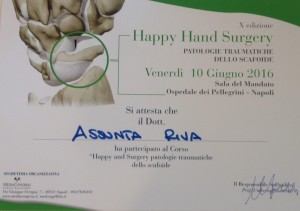 X edizione
Happy Hand Surgery
PATOLOGIE TRAUMATICHE
DELLO SCAFOIDE
Venerdì 10 Giugno 2016
Sala del Mandato
Ospedale dei Pellegrini - Napoli
Si attesta che
il Dott.
ASSUNTA RIVA
ha partecipato al Corso
"Happy and Surgery patologie traumatiche
dello scafoide
SEGRETERIA ORGANIZZATIVA
Il Responsabile